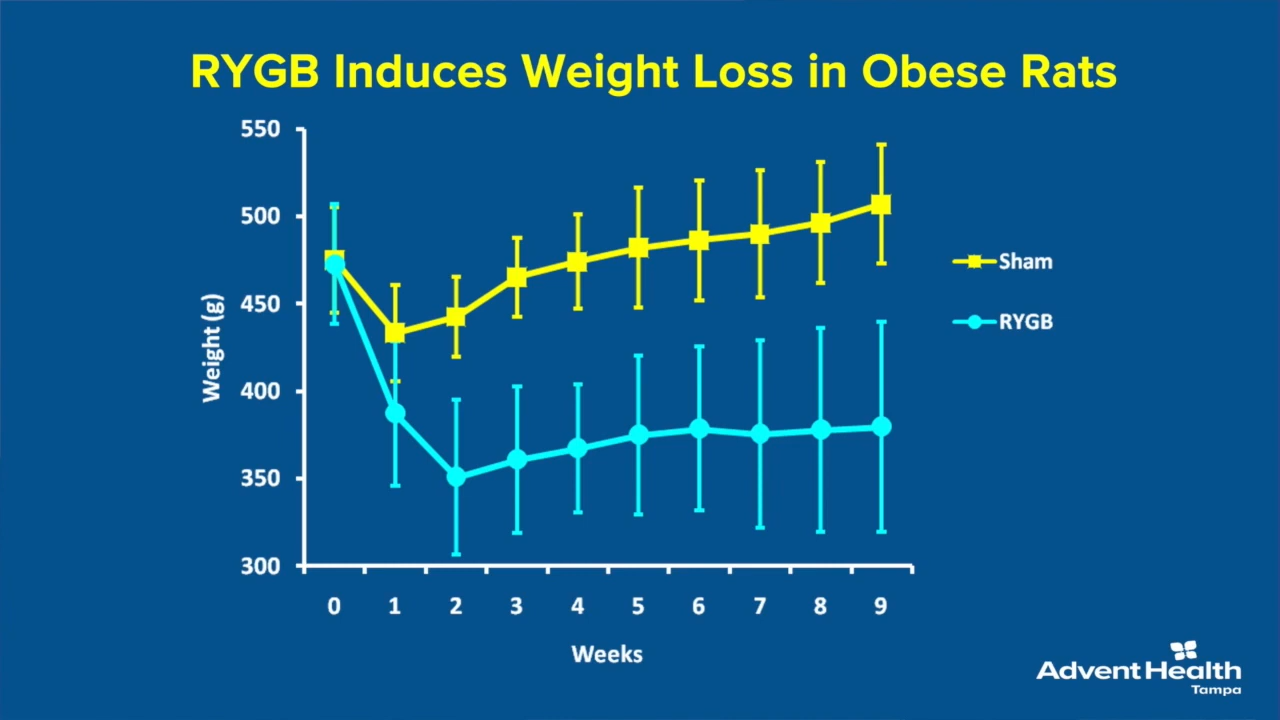 RYGB Induces Weight Loss in Obese Rats
550
500
450
400
350
300
Weight (g)
0 1 2 3 4 5 6 7 8 9
Weeks
Sham
RYGB
AdventHealth
Tampa